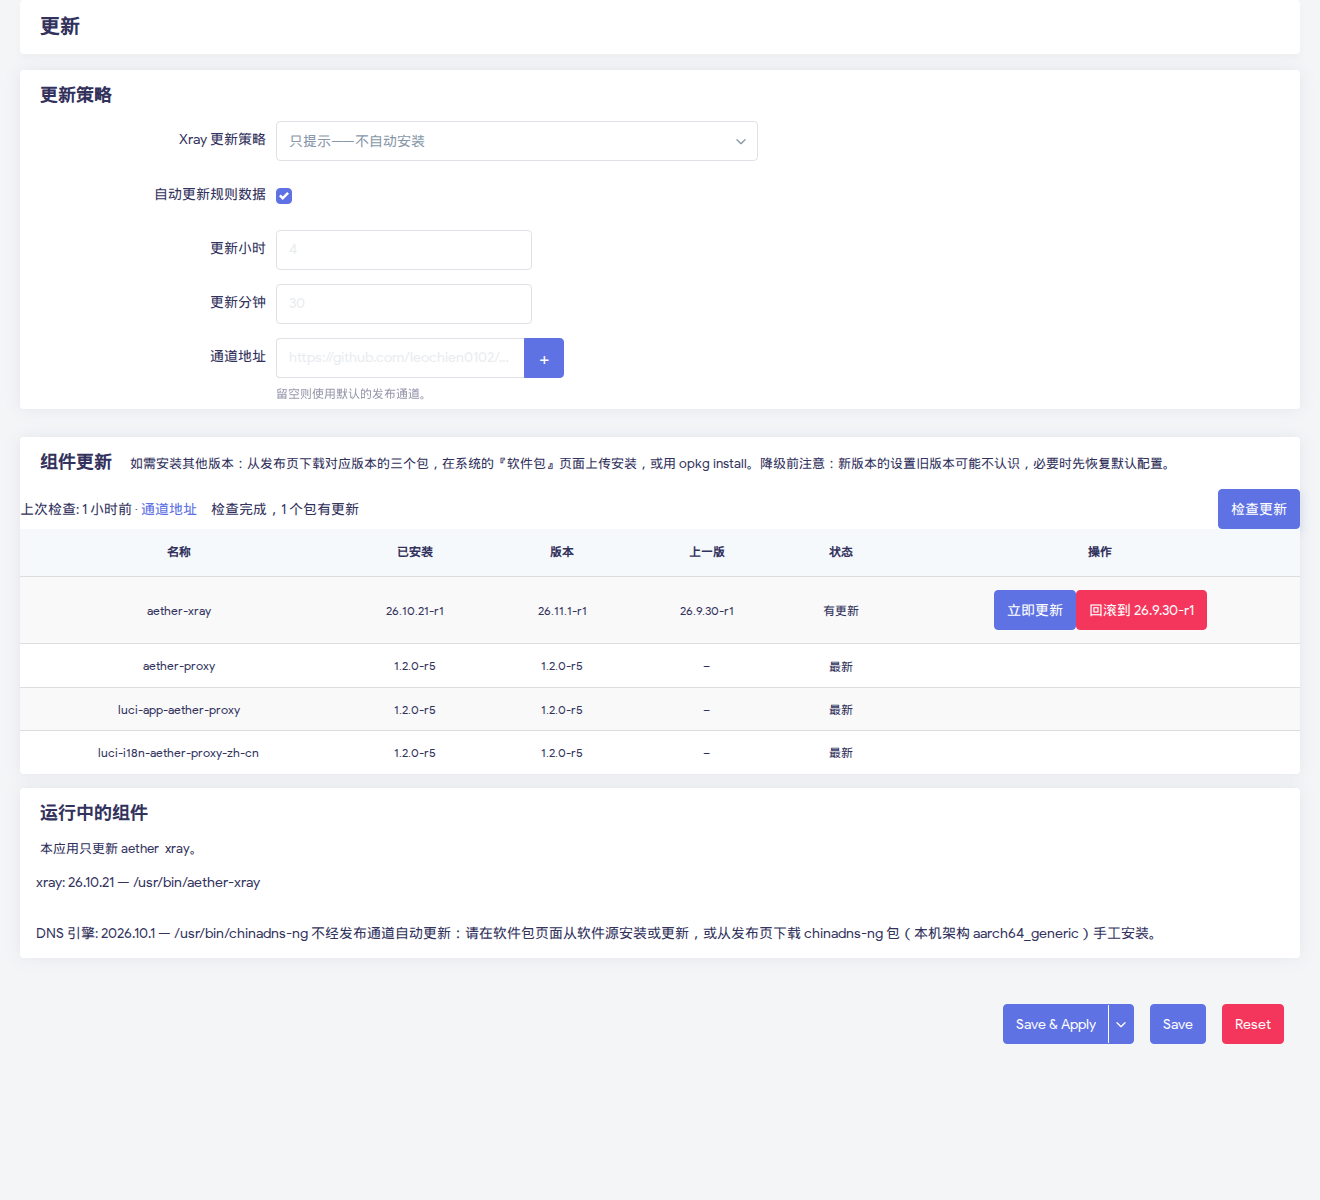 更新
更新策略
Xray 更新策略 只提示——不自动安装
自动更新规则数据
更新小时 4
更新分钟 30
通道地址 https://github.com/leochien0102/... +
留空则使用默认的发布通道。
组件更新 如需安装其他版本：从发布页下载对应版本的三个包，在系统的『软件包』页面上传安装，或用 opkg install。降级前注意：新版本的设置旧版本可能不认识，必要时先恢复默认配置。
上次检查: 1 小时前 · 通道地址 检查完成，1 个包有更新 检查更新
名称 已安装 版本 上一版 状态 操作
aether-xray 26.10.21-r1 26.11.1-r1 26.9.30-r1 有更新 立即更新 回滚到 26.9.30-r1
aether-proxy 1.2.0-r5 1.2.0-r5 – 最新
luci-app-aether-proxy 1.2.0-r5 1.2.0-r5 – 最新
luci-i18n-aether-proxy-zh-cn 1.2.0-r5 1.2.0-r5 – 最新
运行中的组件
本应用只更新 aether xray。
xray: 26.10.21 — /usr/bin/aether-xray
DNS 引擎: 2026.10.1 — /usr/bin/chinadns-ng 不经发布通道自动更新：请在软件包页面从软件源安装或更新，或从发布页下载 chinadns-ng 包（本机架构 aarch64_generic）手工安装。
Save & Apply Save Reset